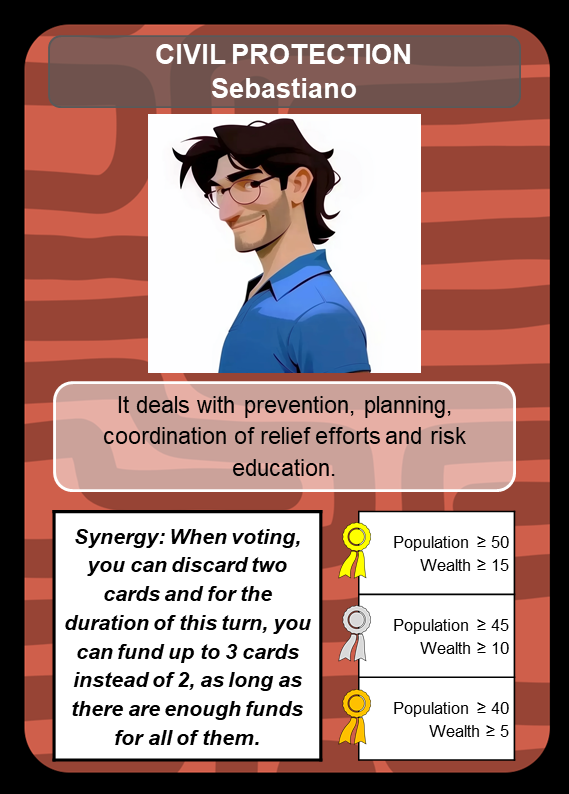 CIVIL PROTECTION
Sebastiano
It deals with prevention, planning,
coordination of relief efforts and risk
education.
Synergy: When voting,
you can discard two
cards and for the
duration of this turn, you
can fund up to 3 cards
instead of 2, as long as
there are enough funds
for all of them.
Population ≥ 50
Wealth ≥ 15
Population ≥ 45
Wealth ≥ 10
Population ≥ 40
Wealth ≥ 5